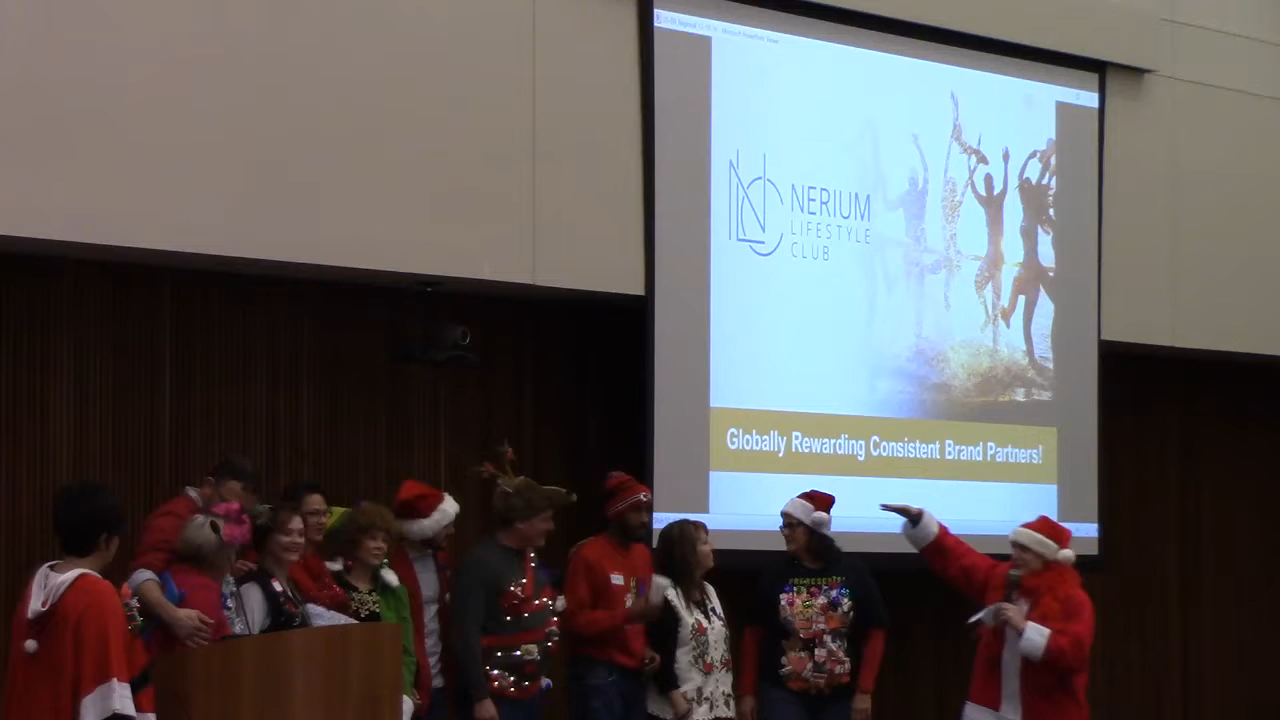 NERIUM
LIFESTYLE
CLUB
Globally Rewarding Consistent Brand Partners!